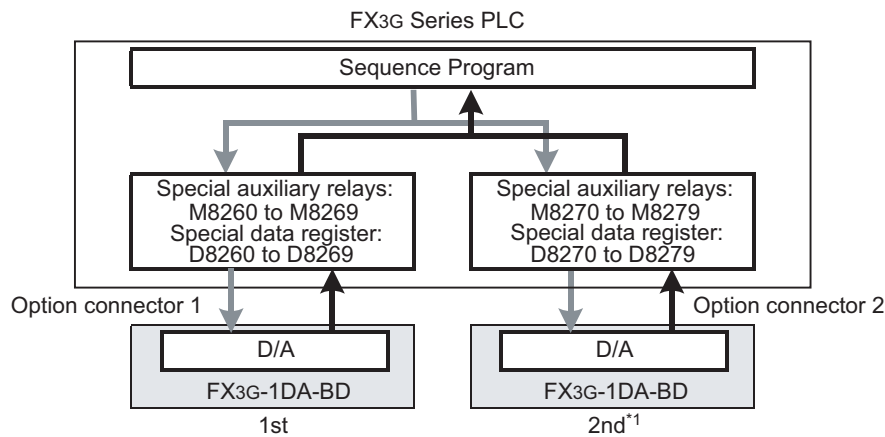 FX3G Series PLC
Sequence Program
Special auxiliary relays:
M8260 to M8269
Special data register:
D8260 to D8269
Special auxiliary relays:
M8270 to M8279
Special data register:
D8270 to D8279
Option connector 1
Option connector 2
D/A
FX3G-1DA-BD
1st
D/A
FX3G-1DA-BD
2nd*1